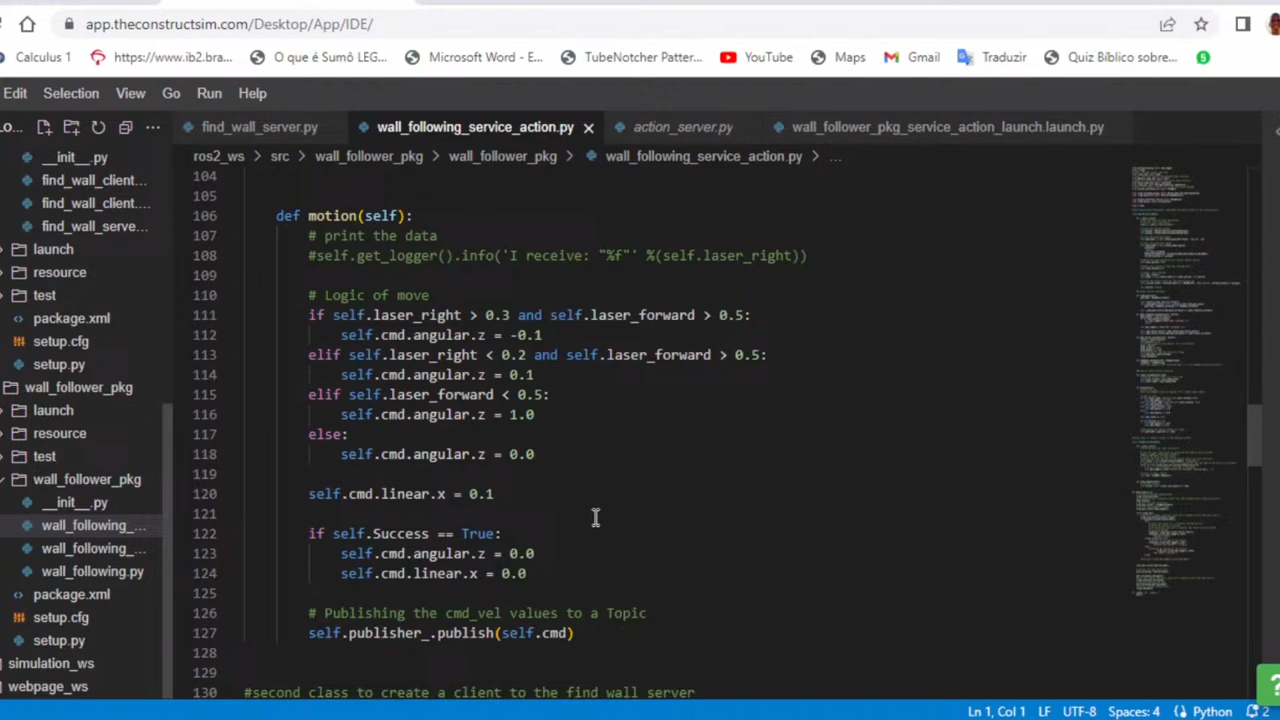 app.theconstructsim.com/Desktop/App/IDE/
Calculus 1 https://www.ib2.bra... O que é Sumô LEG... Microsoft Word - E... TubeNotcher Patter... YouTube Maps Gmail Traduzir Quiz Bíblico sobre...
Edit Selection View Go Run Help
LO... find_wall_server.py wall_following_service_action.py action_server.py wall_follower_pkg_service_action_launch.launch.py
ros2_ws > src > wall_follower_pkg > wall_follower_pkg > wall_following_service_action.py > ...
__init__.py
find_wall_client...
find_wall_client...
find_wall_serve...
launch
resource
test
package.xml
setup.cfg
setup.py
wall_follower_pkg
launch
resource
test
wall_follower_pkg
__init__.py
wall_following_...
wall_following_...
wall_following.py
package.xml
setup.cfg
setup.py
simulation_ws
webpage_ws
104
105
106 def motion(self):
107 # print the data
108 #self.get_logger().info('I receive: "%f"' %(self.laser_right))
109
110 # Logic of move
111 if self.laser_right > 0.3 and self.laser_forward > 0.5:
112 self.cmd.angular.z = -0.1
113 elif self.laser_right < 0.2 and self.laser_forward > 0.5:
114 self.cmd.angular.z = 0.1
115 elif self.laser_forward < 0.5:
116 self.cmd.angular.z = 1.0
117 else:
118 self.cmd.angular.z = 0.0
119
120 self.cmd.linear.x = 0.1
121
122 if self.Success == True:
123 self.cmd.angular.z = 0.0
124 self.cmd.linear.x = 0.0
125
126 # Publishing the cmd_vel values to a Topic
127 self.publisher_.publish(self.cmd)
128
129
130 #second class to create a client to the find wall server
Ln 1, Col 1 LF UTF-8 Spaces: 4 Python 2